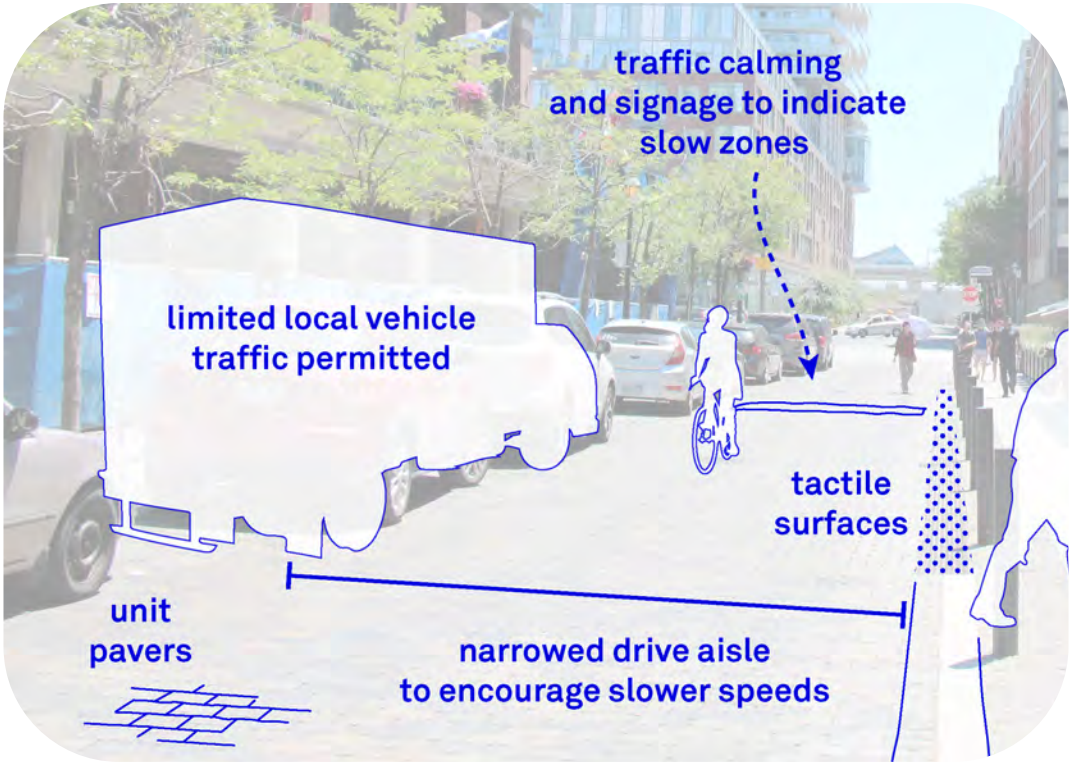 traffic calming
and signage to indicate
slow zones
limited local vehicle
traffic permitted
tactile
surfaces
unit
pavers
narrowed drive aisle
to encourage slower speeds